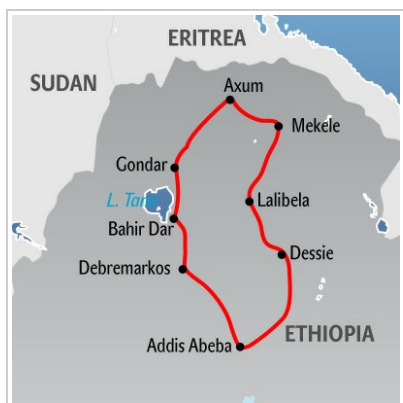 ERITREA
SUDAN
Axum
Mekele
Gondar
L. Tana
Lalibela
Bahir Dar
Dessie
Debremarkos
ETHIOPIA
Addis Abeba